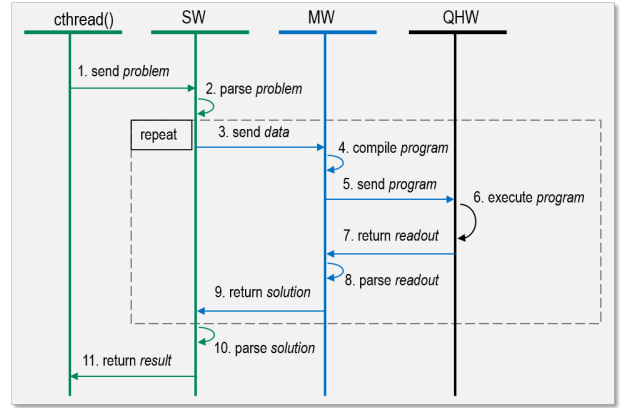 cthread()
SW
MW
QHW
1. send problem
2. parse problem
repeat
3. send data
4. compile program
5. send program
6. execute program
7. return readout
8. parse readout
9. return solution
10. parse solution
11. return result